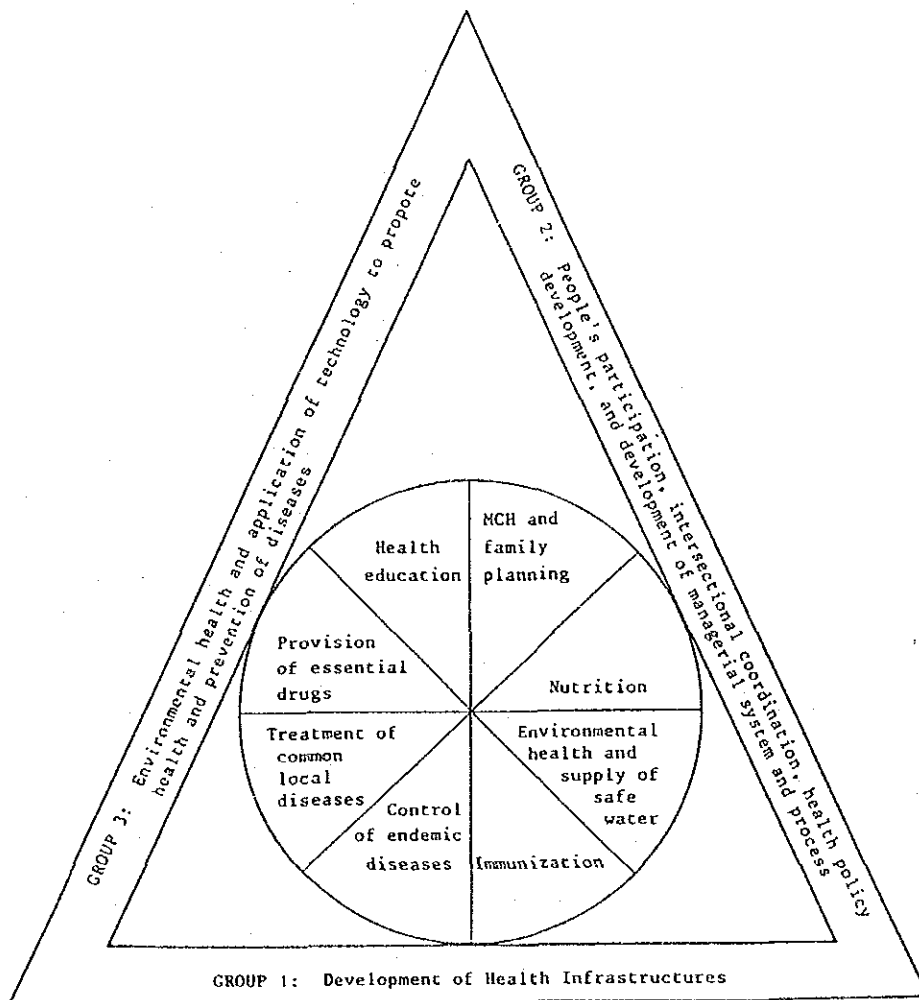 GROUP 3: Environmental health and application of technology to propote
health and prevention of diseases
GROUP 2: People's participation, intersectional coordination, health policy
development, and development of managerial system and process
Health
education
MCH and
family
planning
Provision
of essential
drugs
Nutrition
Treatment of
common
local
diseases
Environmental
health and
supply of
safe
water
Control
of endemic
diseases
Immunization
GROUP 1: Development of Health Infrastructures